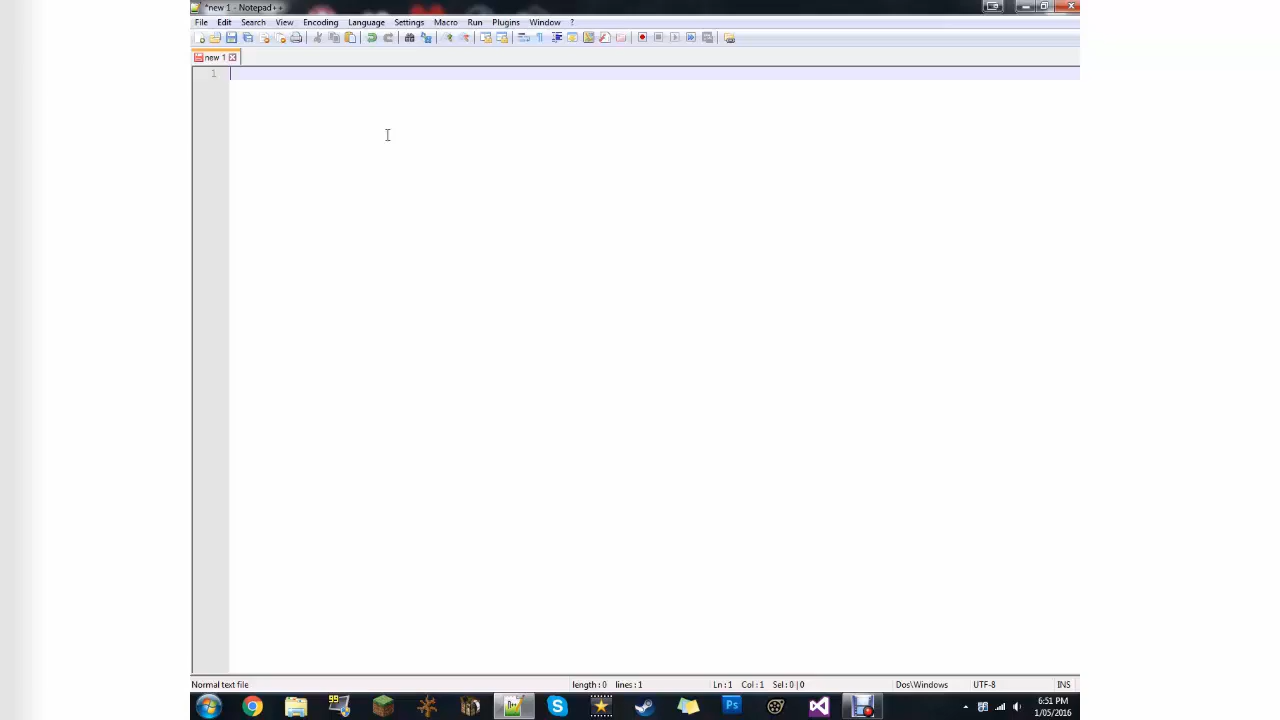 *new 1 - Notepad++
File Edit Search View Encoding Language Settings Macro Run Plugins Window ?
new 1
1
Normal text file length : 0 lines : 1 Ln : 1 Col : 1 Sel : 0 | 0 Dos\Windows UTF-8 INS
99
Ps
6:51 PM
1/05/2016